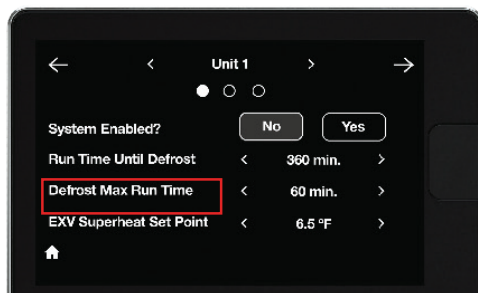 Unit 1
System Enabled? No Yes
Run Time Until Defrost 360 min.
Defrost Max Run Time 60 min.
EXV Superheat Set Point 6.5 °F